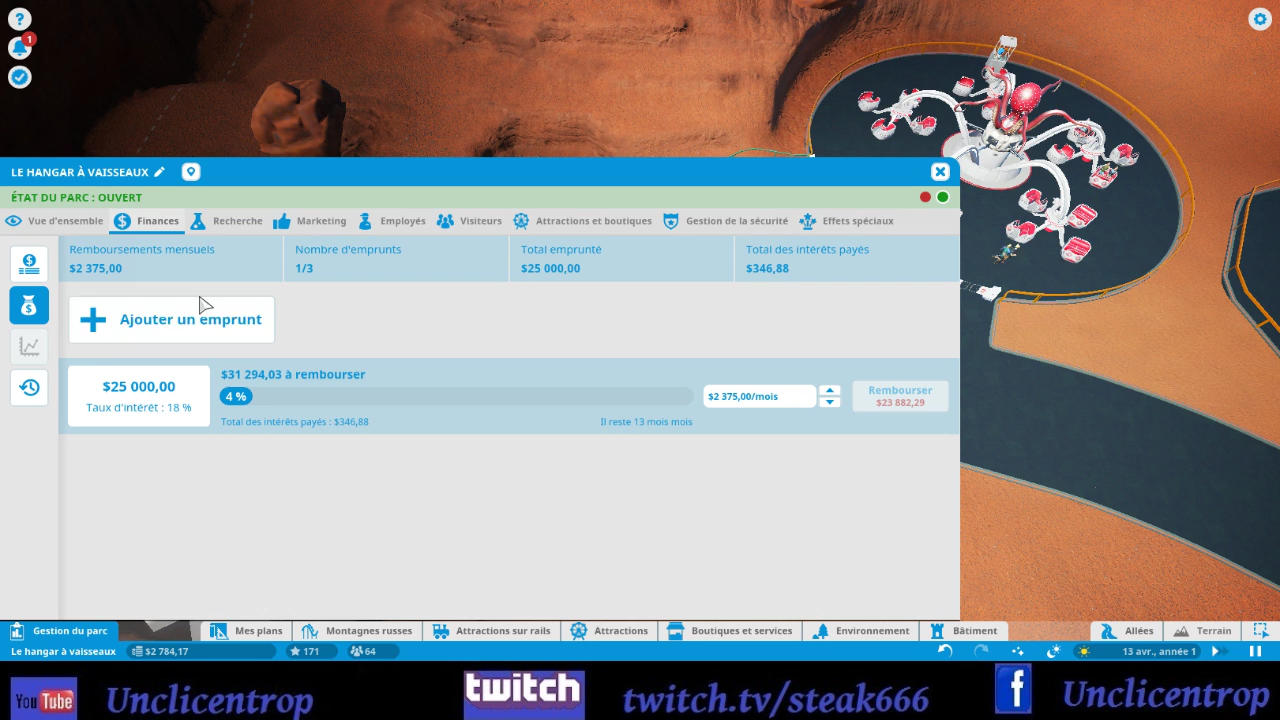 ?
1
LE HANGAR À VAISSEAUX
ÉTAT DU PARC : OUVERT
Vue d'ensemble
Finances
Recherche
Marketing
Employés
Visiteurs
Attractions et boutiques
Gestion de la sécurité
Effets spéciaux
Remboursements mensuels
$2 375,00
Nombre d'emprunts
1/3
Total emprunté
$25 000,00
Total des intérêts payés
$346,88
Ajouter un emprunt
$25 000,00
Taux d'intérêt : 18 %
$31 294,03 à rembourser
4 %
Total des intérêts payés : $346,88
Il reste 13 mois mois
$2 375,00/mois
Rembourser
$23 882,29
Gestion du parc
Mes plans
Montagnes russes
Attractions sur rails
Attractions
Boutiques et services
Environnement
Bâtiment
Allées
Terrain
Le hangar à vaisseaux
$2 784,17
171
64
13 avr., année 1
YouTube
Unclicentrop
twitch
twitch.tv/steak666
f
Unclicentrop